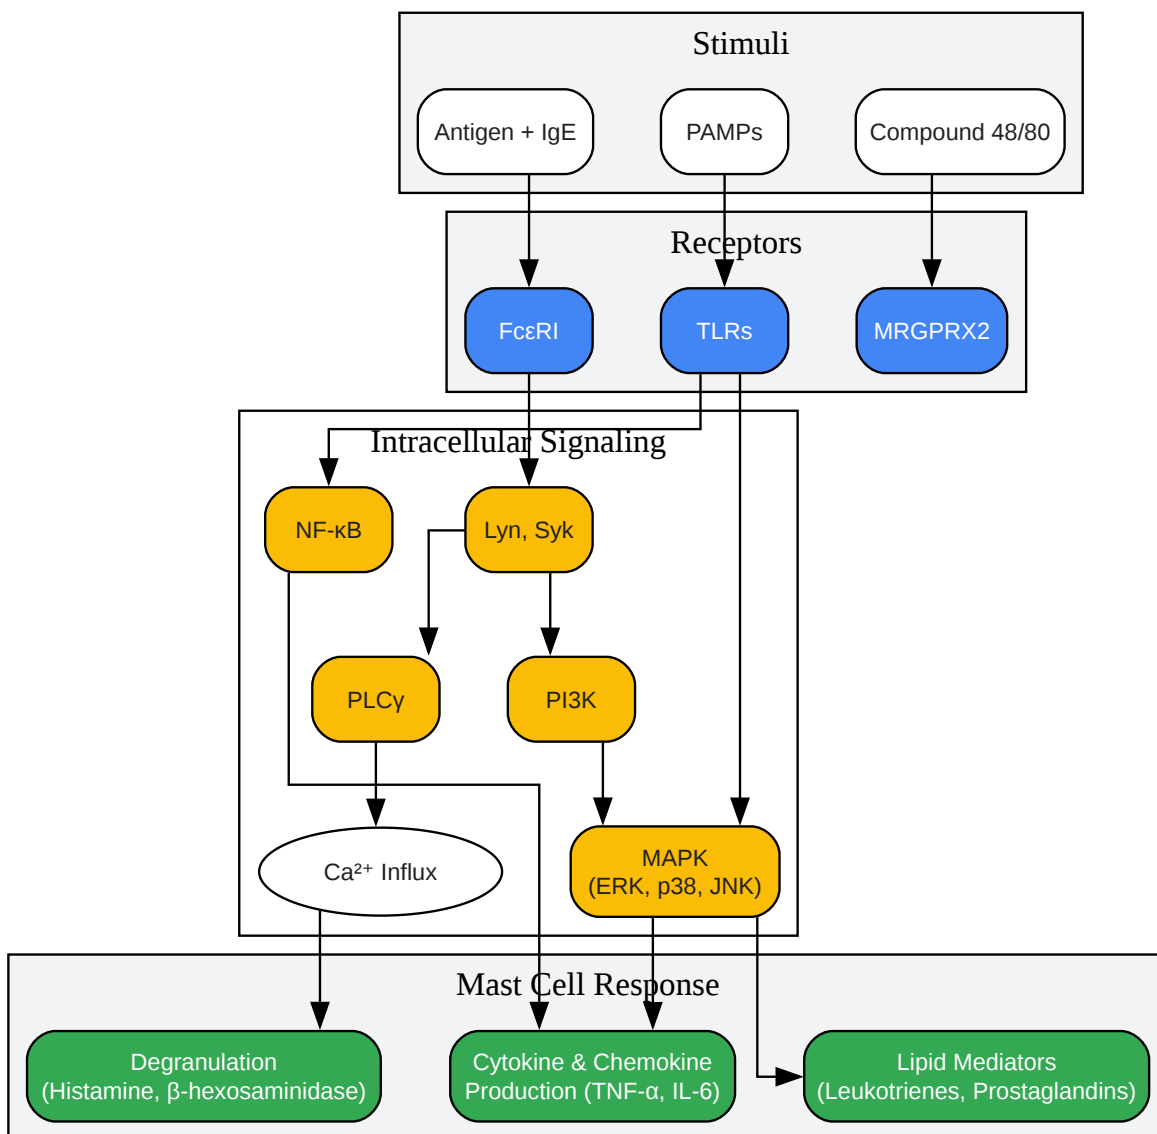 Stimuli
Antigen + IgE
PAMPs
Compound 48/80
Receptors
FcεRI
TLRs
MRGPRX2
Intracellular Signaling
NF-κB
Lyn, Syk
PLCγ
PI3K
Ca²⁺ Influx
MAPK
(ERK, p38, JNK)
Mast Cell Response
Degranulation
(Histamine, β-hexosaminidase)
Cytokine & Chemokine
Production (TNF-α, IL-6)
Lipid Mediators
(Leukotrienes, Prostaglandins)